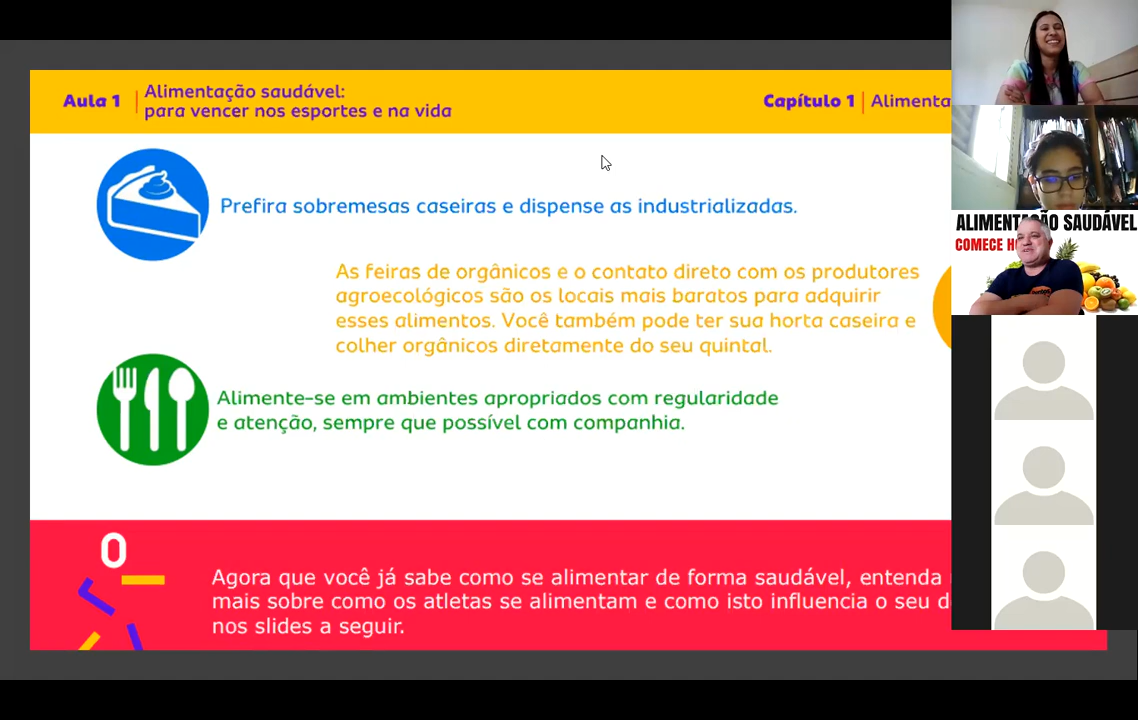 Aula 1
Alimentação saudável:
para vencer nos esportes e na vida
Capítulo 1
Prefira sobremesas caseiras e dispense as industrializadas.
As feiras de orgânicos e o contato direto com os produtores
agroecológicos são os locais mais baratos para adquirir
esses alimentos. Você também pode ter sua horta caseira e
colher orgânicos diretamente do seu quintal.
Alimente-se em ambientes apropriados com regularidade
e atenção, sempre que possível com companhia.
Agora que você já sabe como se alimentar de forma saudável, entenda
mais sobre como os atletas se alimentam e como isto influencia o seu
nos slides a seguir.
SAUDÁVEL
COMECE